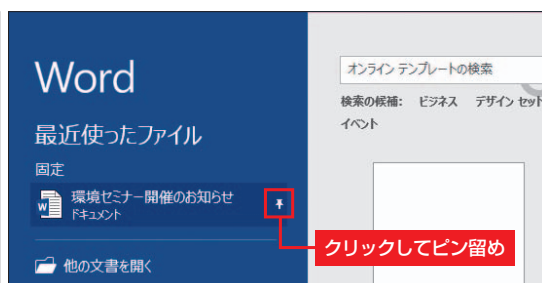 Word
最近使ったファイル
固定
環境セミナー開催のお知らせ
ドキュメント
他の文書を開く
オンライン テンプレートの検索
検索の候補: ビジネス デザイン セット
イベント
クリックしてピン留め